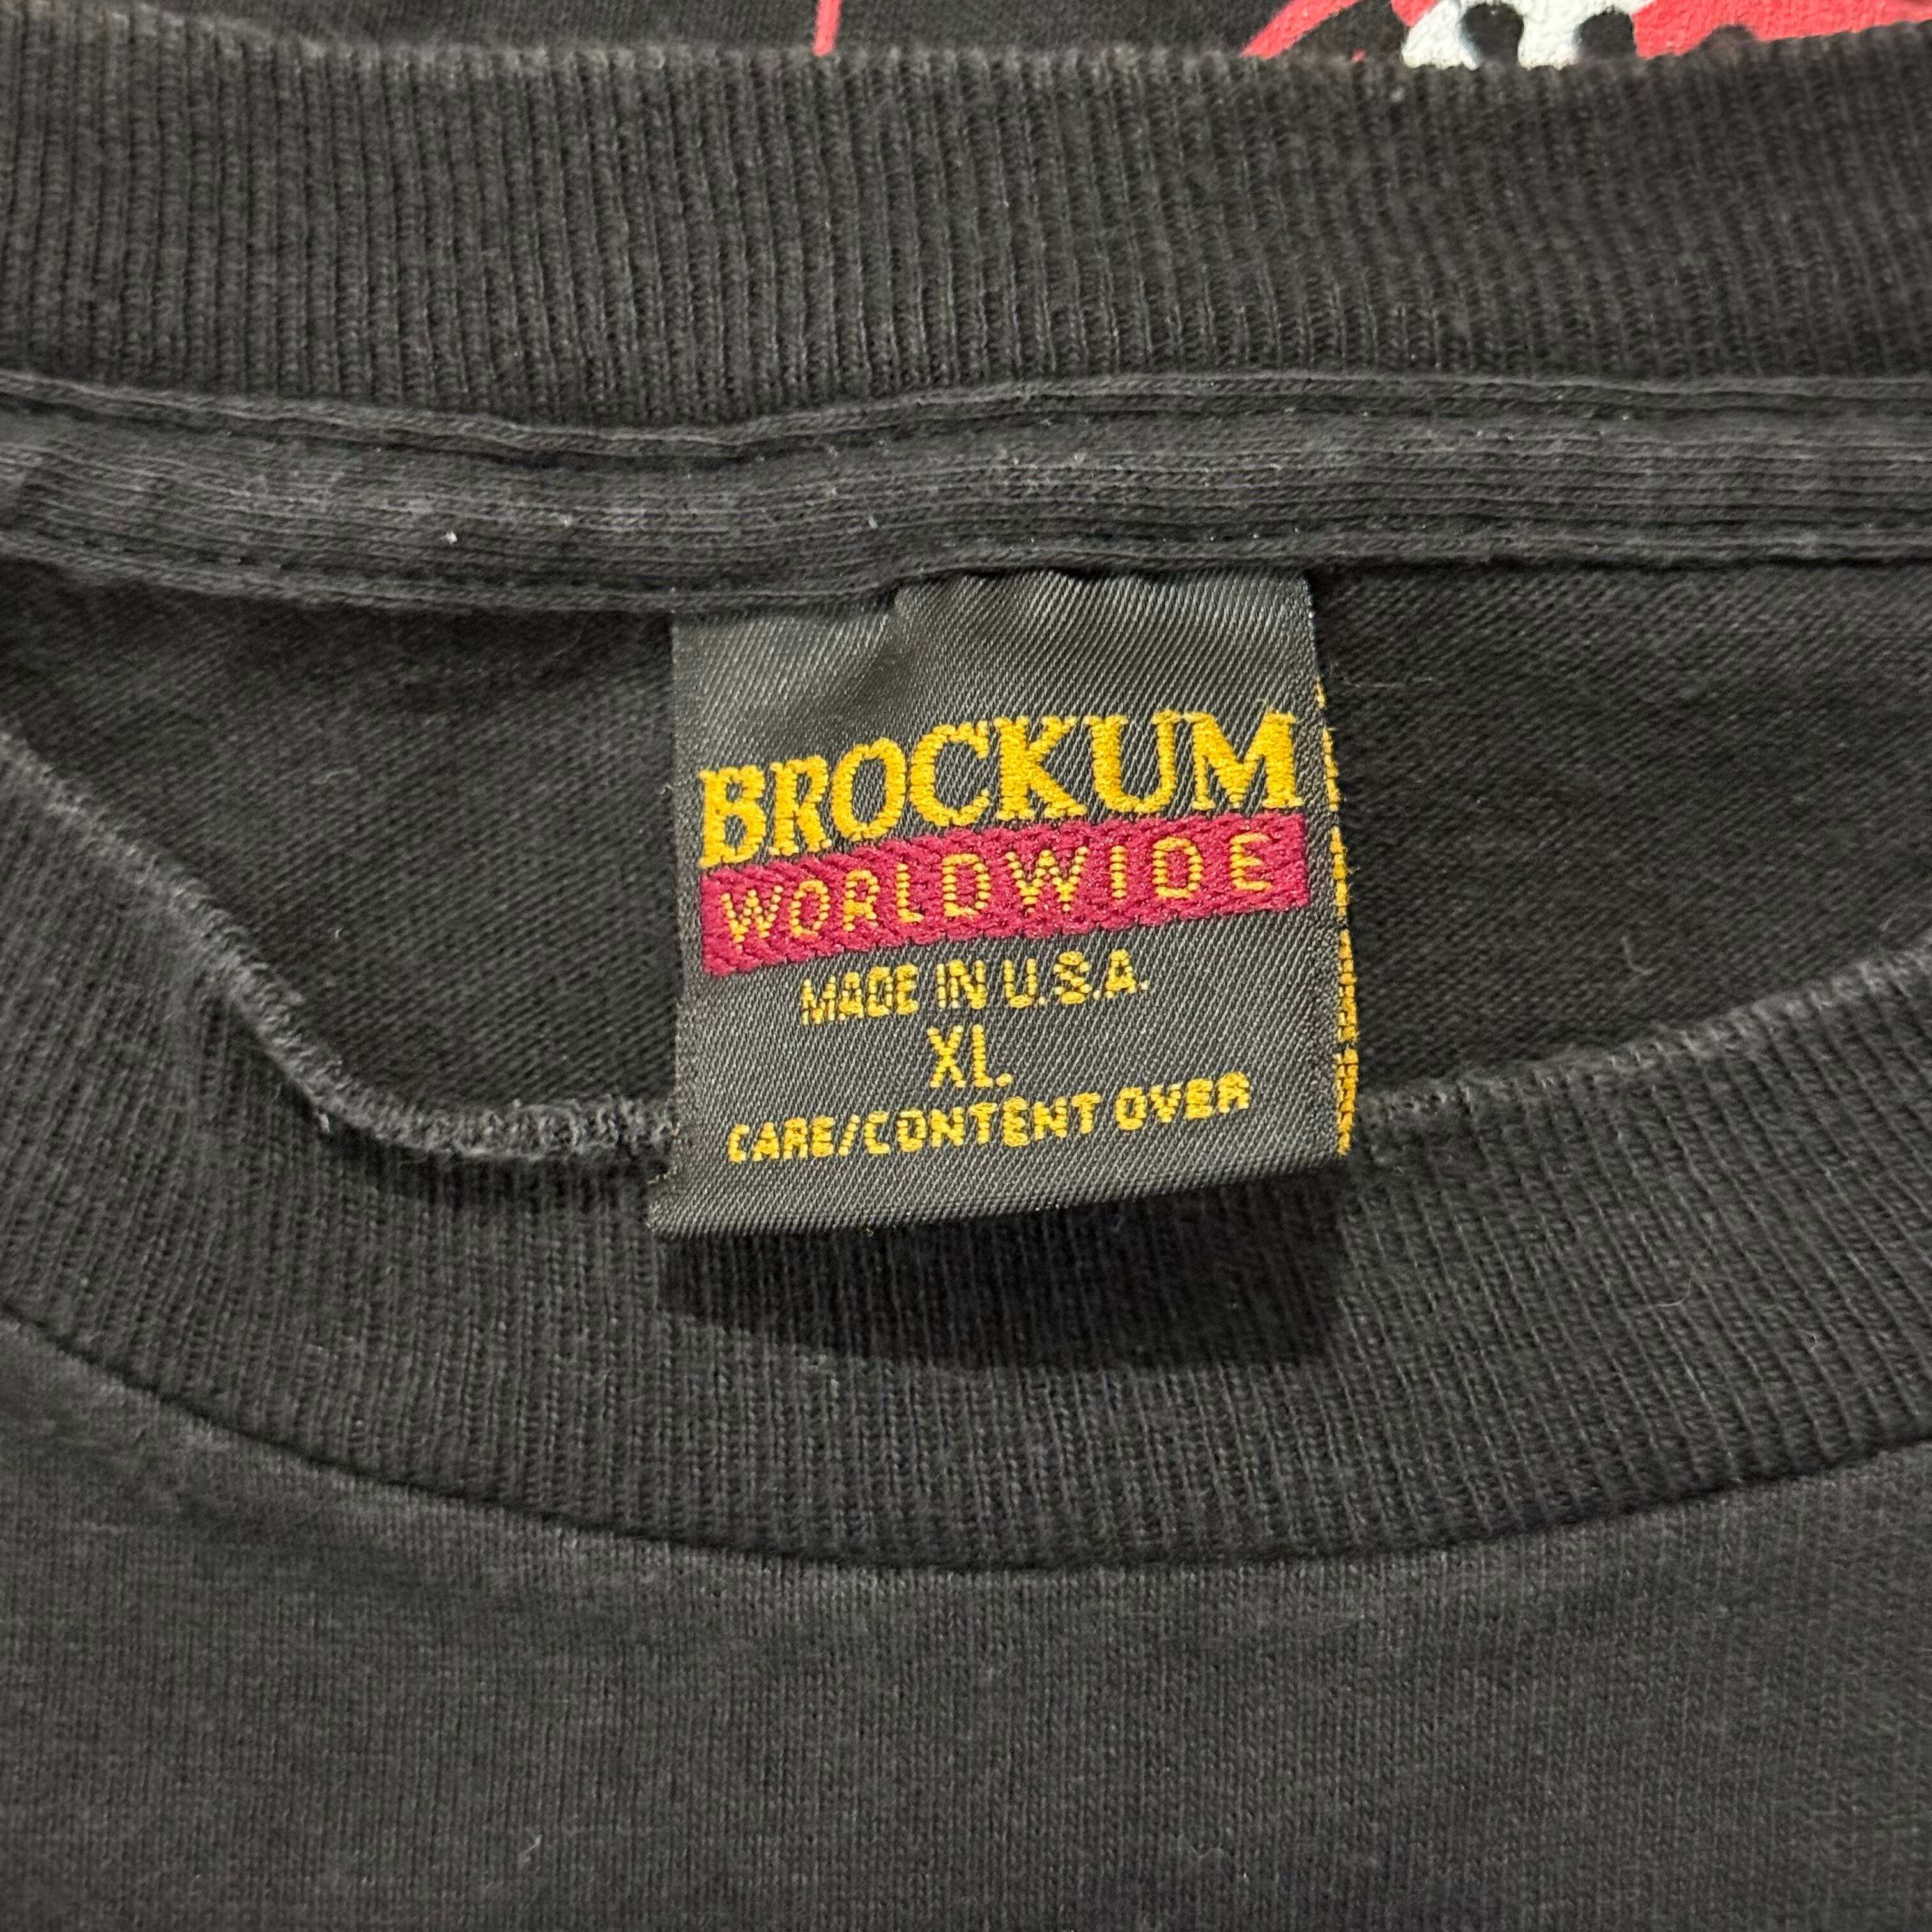 BROCKUM
WORLDWIDE
MADE IN U.S.A.
XL.
CARE/CONTENT OVER